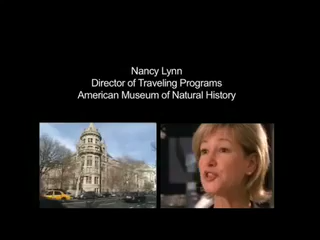 Nancy Lynn
Director of Traveling Programs
American Museum of Natural History